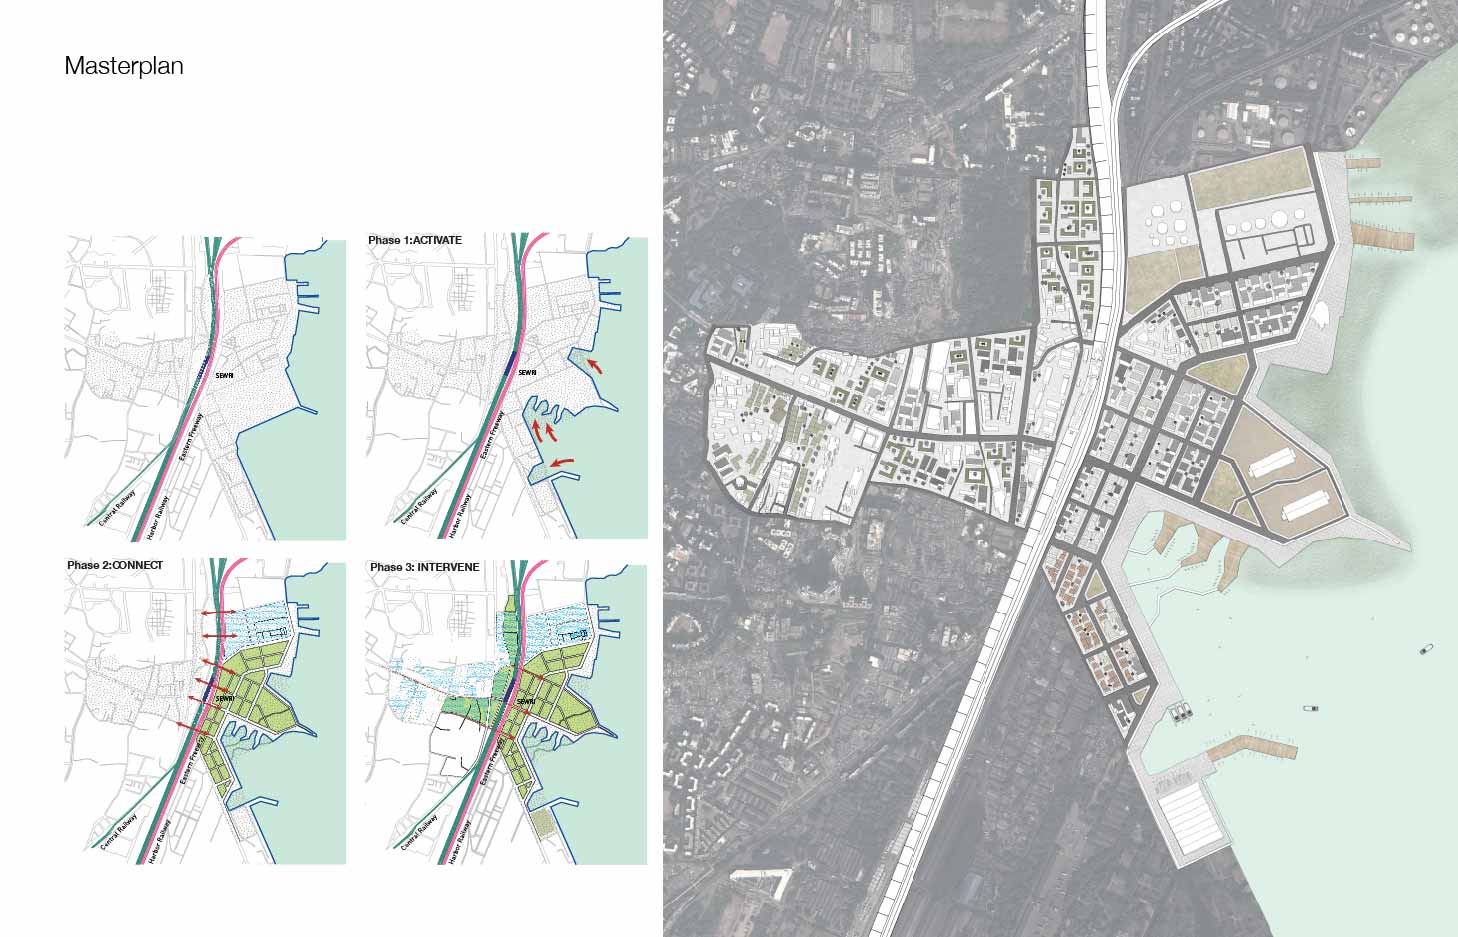 Masterplan
SEWRI
Eastern Freeway
Central Railway
Harbor Railway
Phase 1:ACTIVATE
SEWRI
Eastern Freeway
Central Railway
Harbor Railway
Phase 2:CONNECT
SEWRI
Eastern Freeway
Central Railway
Harbor Railway
Phase 3: INTERVENE
SEWRI
Eastern Freeway
Central Railway
Harbor Railway